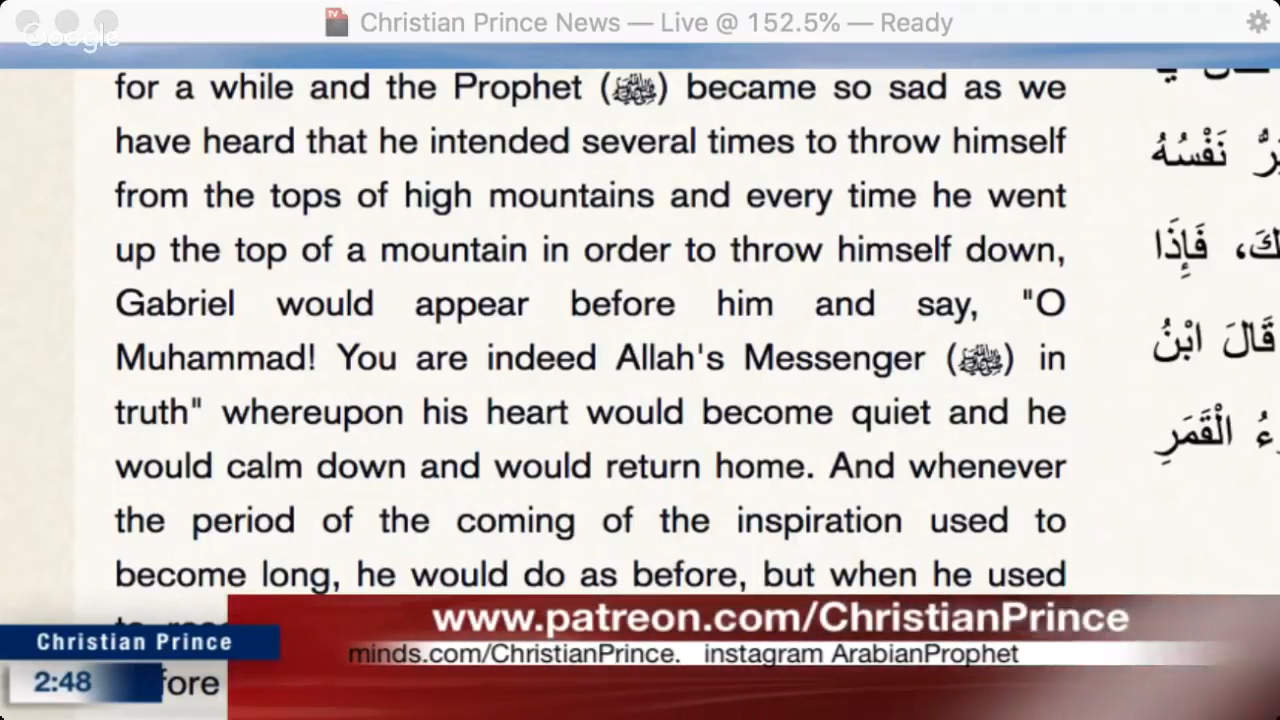 Christian Prince News — Live @ 152.5% — Ready
Google
for a while and the Prophet (ﷺ) became so sad as we
have heard that he intended several times to throw himself
from the tops of high mountains and every time he went
up the top of a mountain in order to throw himself down,
Gabriel would appear before him and say, "O
Muhammad! You are indeed Allah's Messenger (ﷺ) in
truth" whereupon his heart would become quiet and he
would calm down and would return home. And whenever
the period of the coming of the inspiration used to
become long, he would do as before, but when he used
fore
نَفْسُهُ
فَإِذَا
قَالَ ابْنُ
الْقَمَرِ
www.patreon.com/ChristianPrince
minds.com/ChristianPrince. instagram ArabianProphet
Christian Prince
2:48